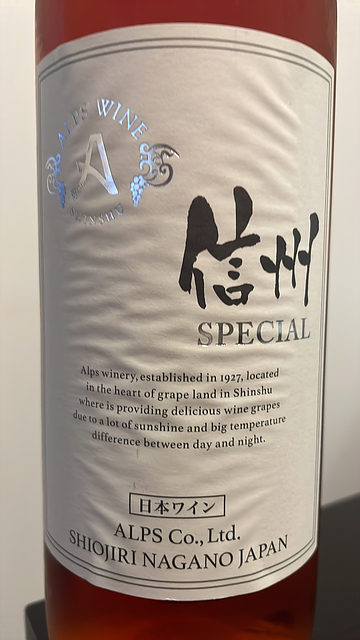 ALPS WINE
A
SHINSHU
信州
SPECIAL
Alps winery, established in 1927, located
in the heart of grape land in Shinshu
where is providing delicious wine grapes
due to a lot of sunshine and big temperature
difference between day and night.
日本ワイン
ALPS Co., Ltd.
SHIOJIRI NAGANO JAPAN